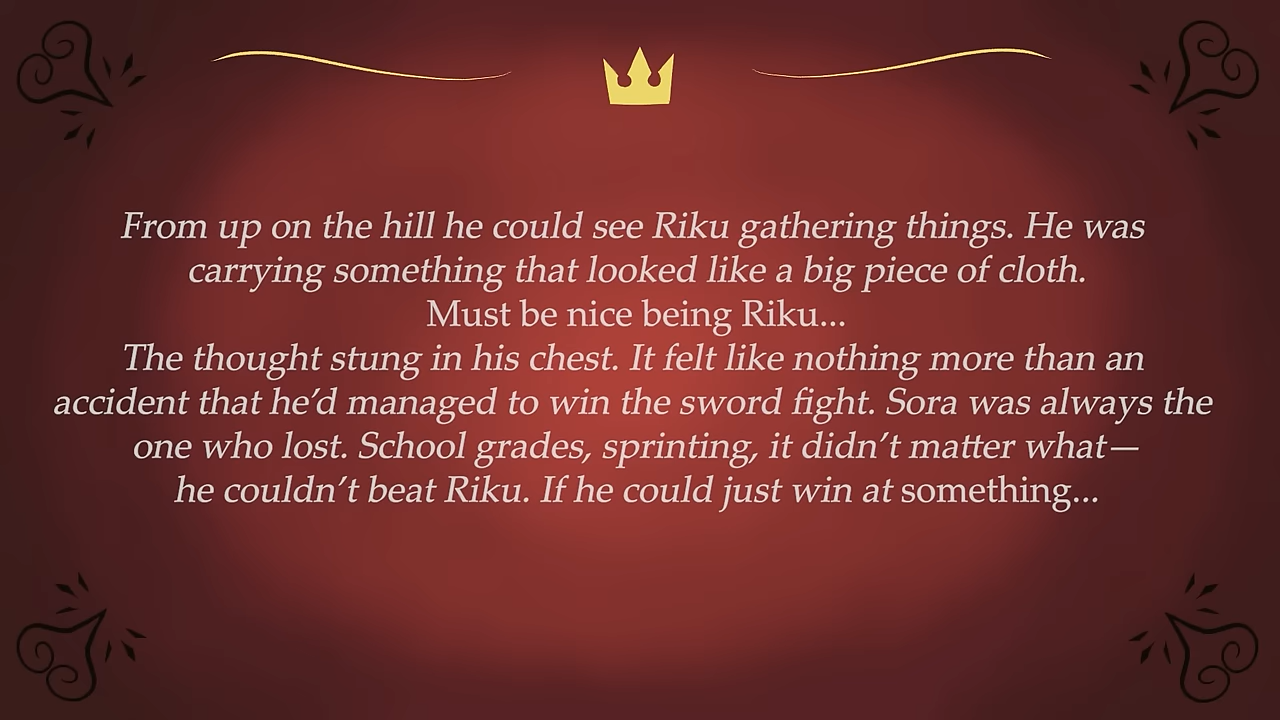 From up on the hill he could see Riku gathering things. He was
carrying something that looked like a big piece of cloth.
Must be nice being Riku...
The thought stung in his chest. It felt like nothing more than an
accident that he’d managed to win the sword fight. Sora was always the
one who lost. School grades, sprinting, it didn’t matter what—
he couldn’t beat Riku. If he could just win at something...